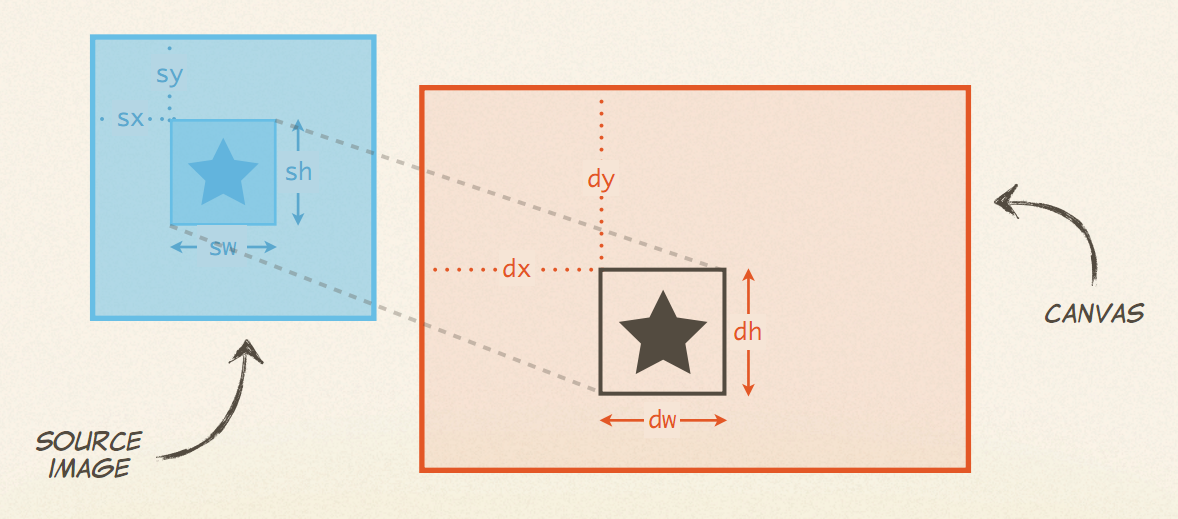 sy
sx
sh
sw
dy
dx
dh
dw
CANVAS
SOURCE
IMAGE